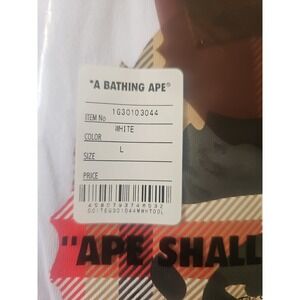 "A BATHING APE"
ITEM No 1G30103044
COLOR WHITE
SIZE L
PRICE
"APE SHALL